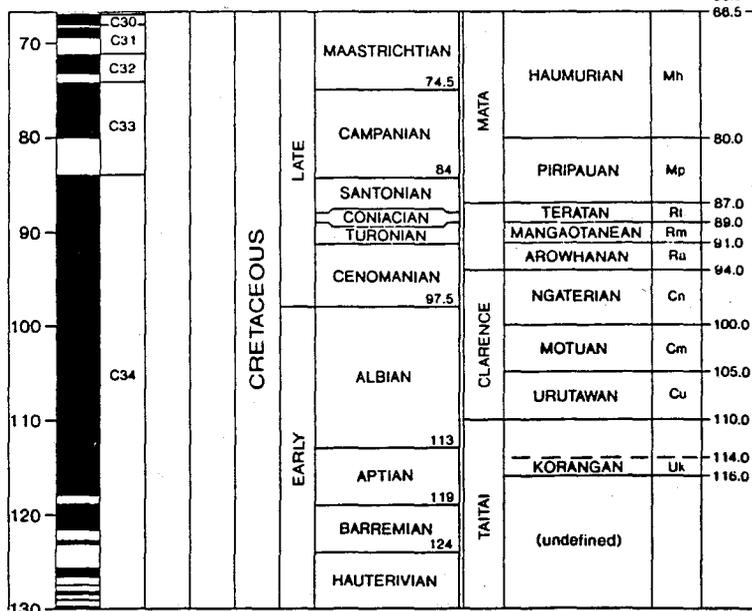 70
80
90
100
110
120
130
C30
C31
C32
C33
C34
CRETACEOUS
LATE
EARLY
MAASTRICHTIAN
74.5
CAMPANIAN
84
SANTONIAN
CONIACIAN
TURONIAN
CENOMANIAN
97.5
ALBIAN
113
APTIAN
119
BARREMIAN
124
HAUTERIVIAN
MATA
CLARENCE
TAITAI
HAUMURIAN Mh
PIRIPAUAN Mp
TERATAN Rt
MANGAOTANEAN Rm
AROWHANAN Ra
NGATERIAN Cn
MOTUAN Cm
URUTAWAN Cu
KORANGAN Uk
(undefined)
66.5
80.0
87.0
89.0
91.0
94.0
100.0
105.0
110.0
114.0
116.0